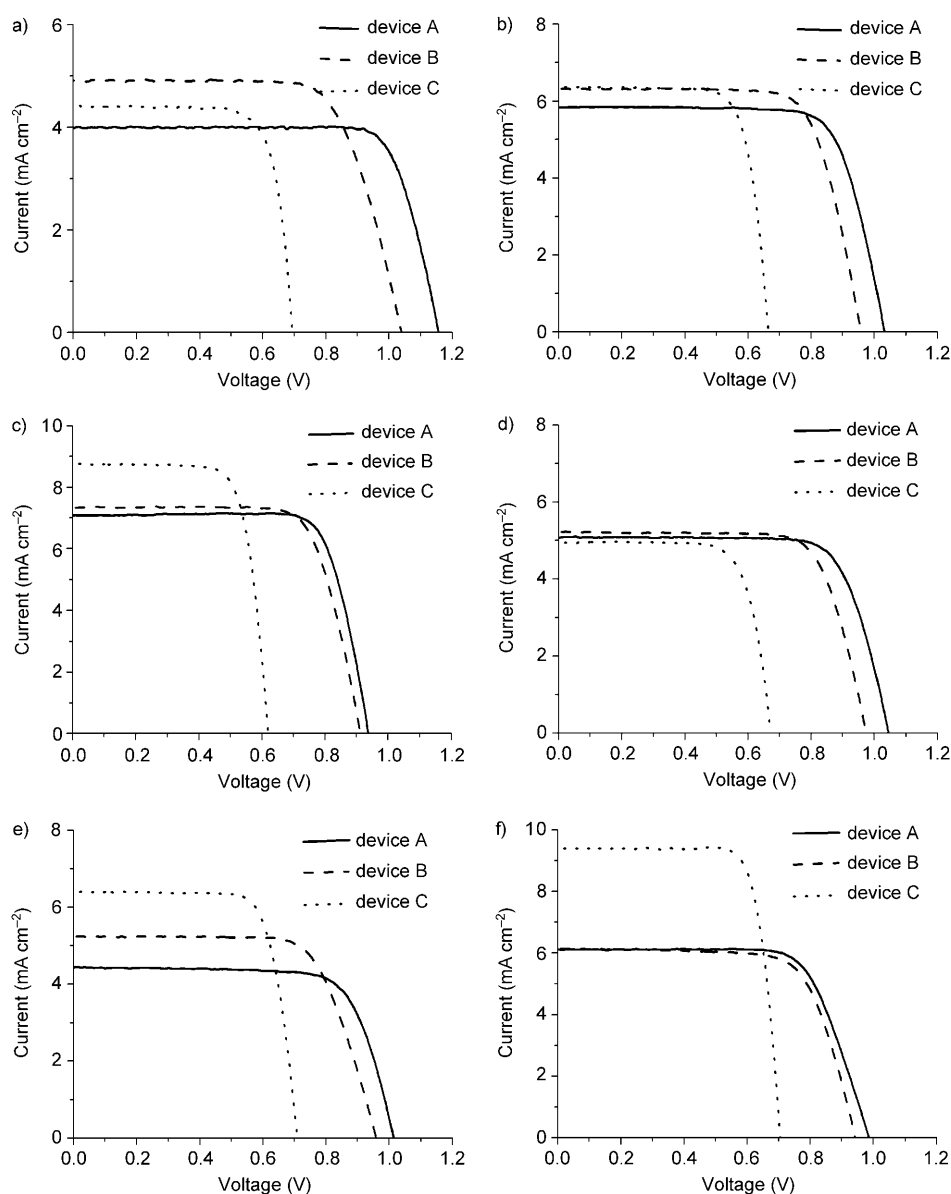 a)
device A
device B
device C
Current (mA cm⁻²)
6
4
2
0
0.0 0.2 0.4 0.6 0.8 1.0 1.2
Voltage (V)
b)
device A
device B
device C
Current (mA cm⁻²)
8
6
4
2
0
0.0 0.2 0.4 0.6 0.8 1.0 1.2
Voltage (V)
c)
device A
device B
device C
Current (mA cm⁻²)
10
8
6
4
2
0
0.0 0.2 0.4 0.6 0.8 1.0 1.2
Voltage (V)
d)
device A
device B
device C
Current (mA cm⁻²)
8
6
4
2
0
0.0 0.2 0.4 0.6 0.8 1.0 1.2
Voltage (V)
e)
device A
device B
device C
Current (mA cm⁻²)
8
6
4
2
0
0.0 0.2 0.4 0.6 0.8 1.0 1.2
Voltage (V)
f)
device A
device B
device C
Current (mA cm⁻²)
10
8
6
4
2
0
0.0 0.2 0.4 0.6 0.8 1.0 1.2
Voltage (V)